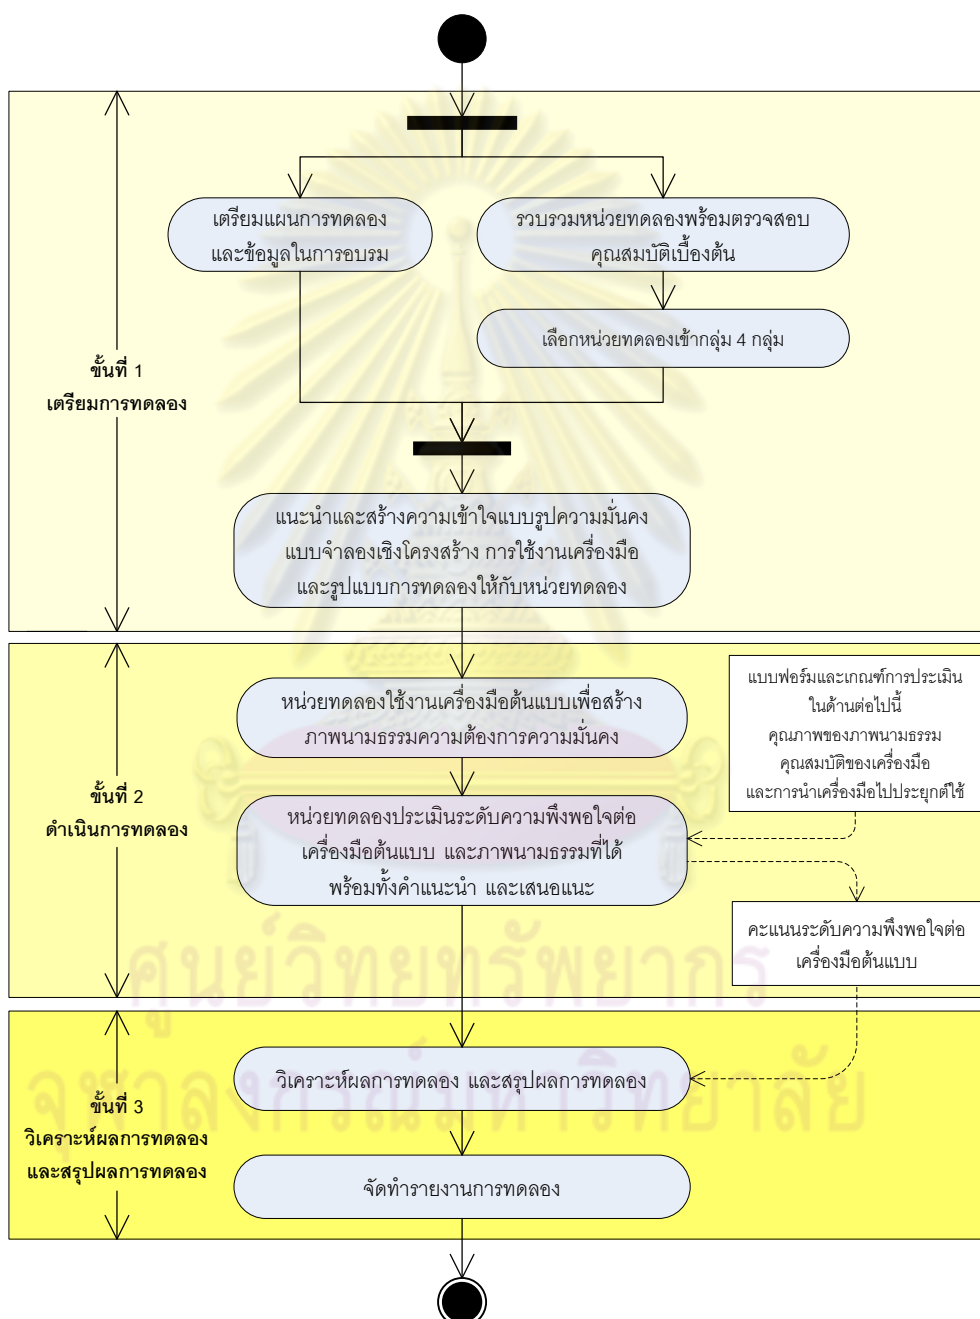 เตรียมแผนการทดลอง
และข้อมูลในการอบรม
รวบรวมหน่วยทดลองพร้อมตรวจสอบ
คุณสมบัติเบื้องต้น
เลือกหน่วยทดลองเข้ากลุ่ม 4 กลุ่ม
ขั้นที่ 1
เตรียมการทดลอง
แนะนำและสร้างความเข้าใจแบบรูปความมั่นคง
แบบจำลองเชิงโครงสร้าง การใช้งานเครื่องมือ
และรูปแบบการทดลองให้กับหน่วยทดลอง
หน่วยทดลองใช้งานเครื่องมือต้นแบบเพื่อสร้าง
ภาพนามธรรมความต้องการความมั่นคง
แบบฟอร์มและเกณฑ์การประเมิน
ในด้านต่อไปนี้
คุณภาพของภาพนามธรรม
คุณสมบัติของเครื่องมือ
และการนำเครื่องมือไปประยุกต์ใช้
ขั้นที่ 2
ดำเนินการทดลอง
หน่วยทดลองประเมินระดับความพึงพอใจต่อ
เครื่องมือต้นแบบ และภาพนามธรรมที่ได้
พร้อมทั้งคำแนะนำ และเสนอแนะ
คะแนนระดับความพึงพอใจต่อ
เครื่องมือต้นแบบ
ศูนย์วิทยทรัพยากร
จุฬาลงกรณ์มหาวิทยาลัย
ขั้นที่ 3
วิเคราะห์ผลการทดลอง
และสรุปผลการทดลอง
วิเคราะห์ผลการทดลอง และสรุปผลการทดลอง
จัดทำรายงานการทดลอง